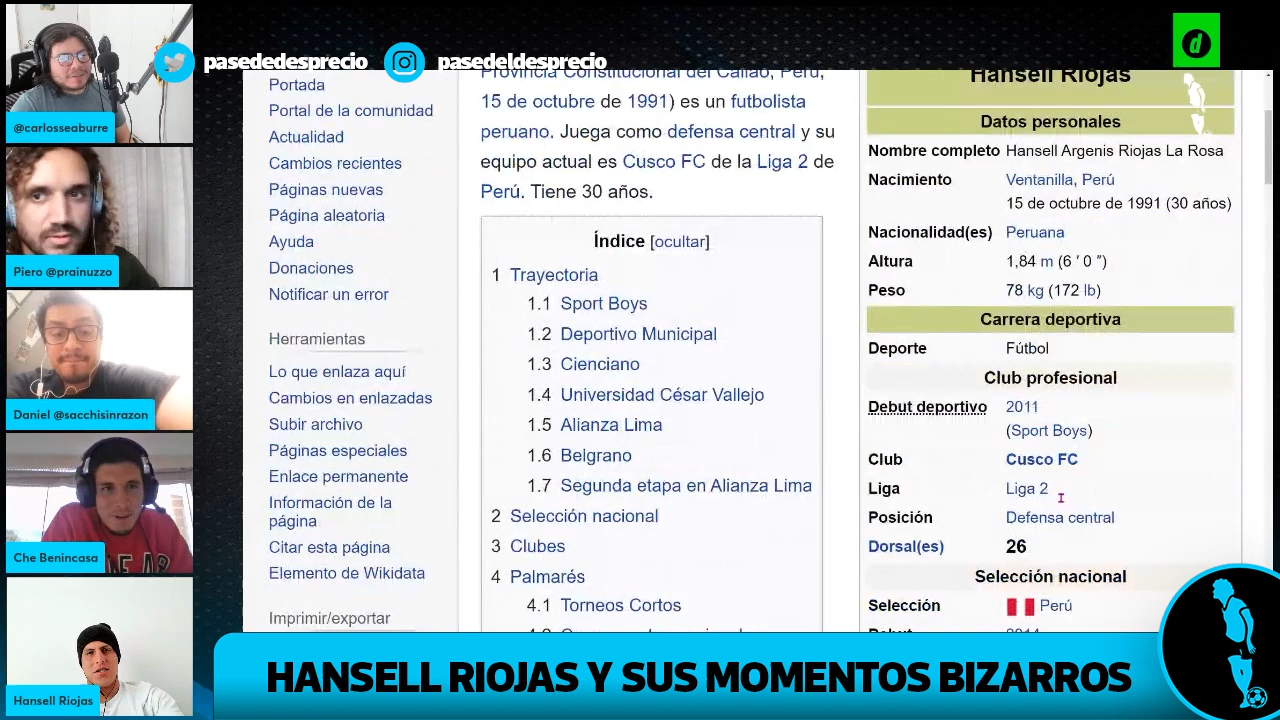 pasededesprecio
pasedeldesprecio
d
@carlosseaburre
Piero @prainuzzo
Daniel @sacchisinrazon
Che Benincasa
Hansell Riojas
Portada
Portal de la comunidad
Actualidad
Cambios recientes
Páginas nuevas
Página aleatoria
Ayuda
Donaciones
Notificar un error
Herramientas
Lo que enlaza aquí
Cambios en enlazadas
Subir archivo
Páginas especiales
Enlace permanente
Información de la
página
Citar esta página
Elemento de Wikidata
Imprimir/exportar
Provincia Constitucional del Callao, Perú,
15 de octubre de 1991) es un futbolista
peruano. Juega como defensa central y su
equipo actual es Cusco FC de la Liga 2 de
Perú. Tiene 30 años.
Índice [ocultar]
1 Trayectoria
1.1 Sport Boys
1.2 Deportivo Municipal
1.3 Cienciano
1.4 Universidad César Vallejo
1.5 Alianza Lima
1.6 Belgrano
1.7 Segunda etapa en Alianza Lima
2 Selección nacional
3 Clubes
4 Palmarés
4.1 Torneos Cortos
Hansell Riojas
Datos personales
Nombre completo Hansell Argenis Riojas La Rosa
Nacimiento Ventanilla, Perú
15 de octubre de 1991 (30 años)
Nacionalidad(es) Peruana
Altura 1,84 m (6 ′ 0 ″)
Peso 78 kg (172 lb)
Carrera deportiva
Deporte Fútbol
Club profesional
Debut deportivo 2011
(Sport Boys)
Club Cusco FC
Liga Liga 2
Posición Defensa central
Dorsal(es) 26
Selección nacional
Selección Perú
HANSELL RIOJAS Y SUS MOMENTOS BIZARROS